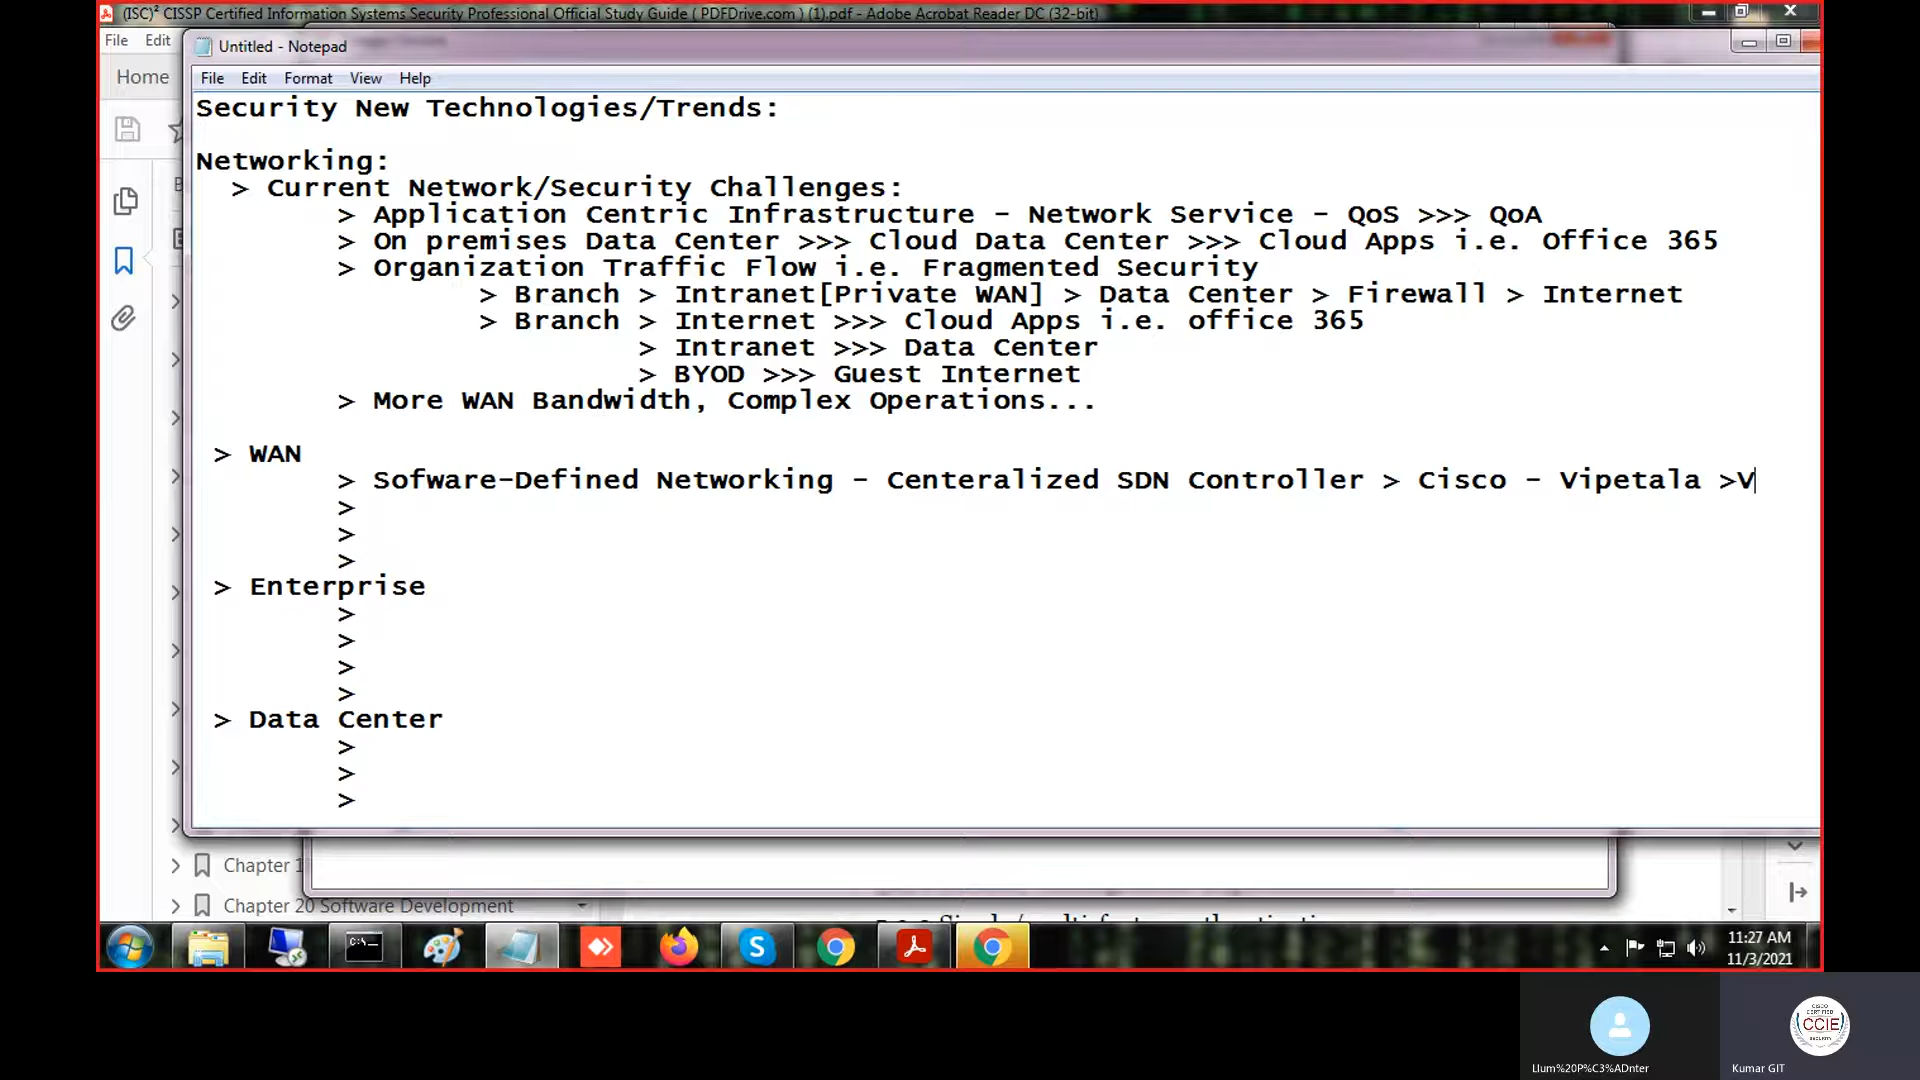 (ISC)² CISSP Certified Information Systems Security Professional Official Study Guide ( PDFDrive.com ) (1).pdf - Adobe Acrobat Reader DC (32-bit)
File Edit
Home
Untitled - Notepad
File Edit Format View Help
Security New Technologies/Trends:
Networking:
> Current Network/Security Challenges:
> Application Centric Infrastructure - Network Service - QoS >>> QoA
> On premises Data Center >>> Cloud Data Center >>> Cloud Apps i.e. Office 365
> Organization Traffic Flow i.e. Fragmented Security
> Branch > Intranet[Private WAN] > Data Center > Firewall > Internet
> Branch > Internet >>> Cloud Apps i.e. office 365
> Intranet >>> Data Center
> BYOD >>> Guest Internet
> More WAN Bandwidth, Complex Operations...
> WAN
> Sofware-Defined Networking - Centeralized SDN Controller > Cisco - Vipetala >V
>
>
>
> Enterprise
>
>
>
>
> Data Center
>
>
>
Chapter 1
Chapter 20 Software Development
C:\
S
11:27 AM
11/3/2021
CISCO
CERTIFIED
CCIE
SECURITY
Llum%20P%C3%ADnter
Kumar GIT